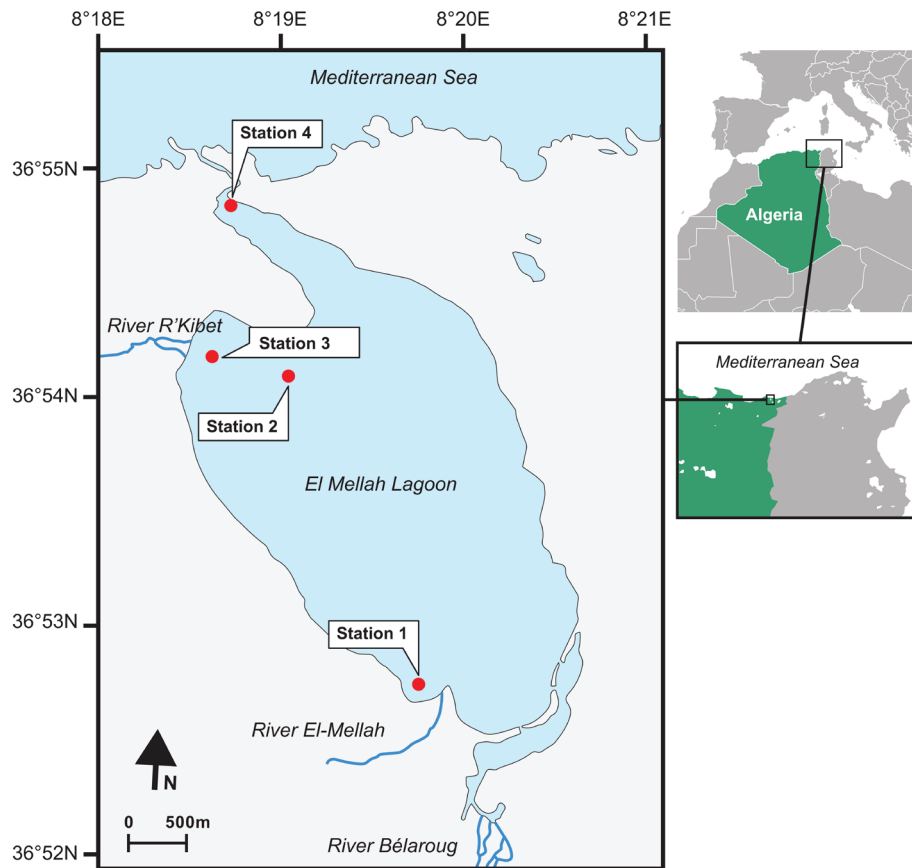 8°18E 8°19E 8°20E 8°21E
Mediterranean Sea
Station 4
36°55N
Algeria
River R'Kibet
Station 3
36°54N
Station 2
Mediterranean Sea
El Mellah Lagoon
36°53N
Station 1
River El-Mellah
N
0 500m
River Bélaroug
36°52N